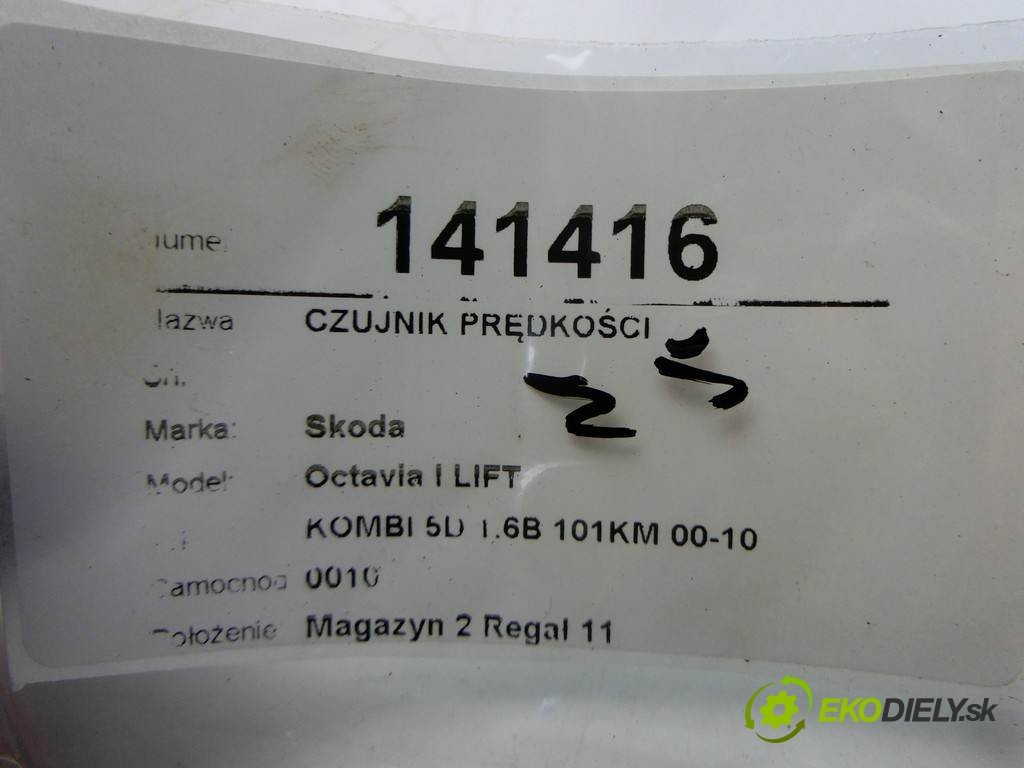 141416
CZUJNIK PRĘDKOŚCI
Marka: Skoda
Model: Octavia I LIFT
KOMBI 5D 1.6B 101KM 00-10
0010
Magazyn 2 Regał 11
EKODIELY.sk